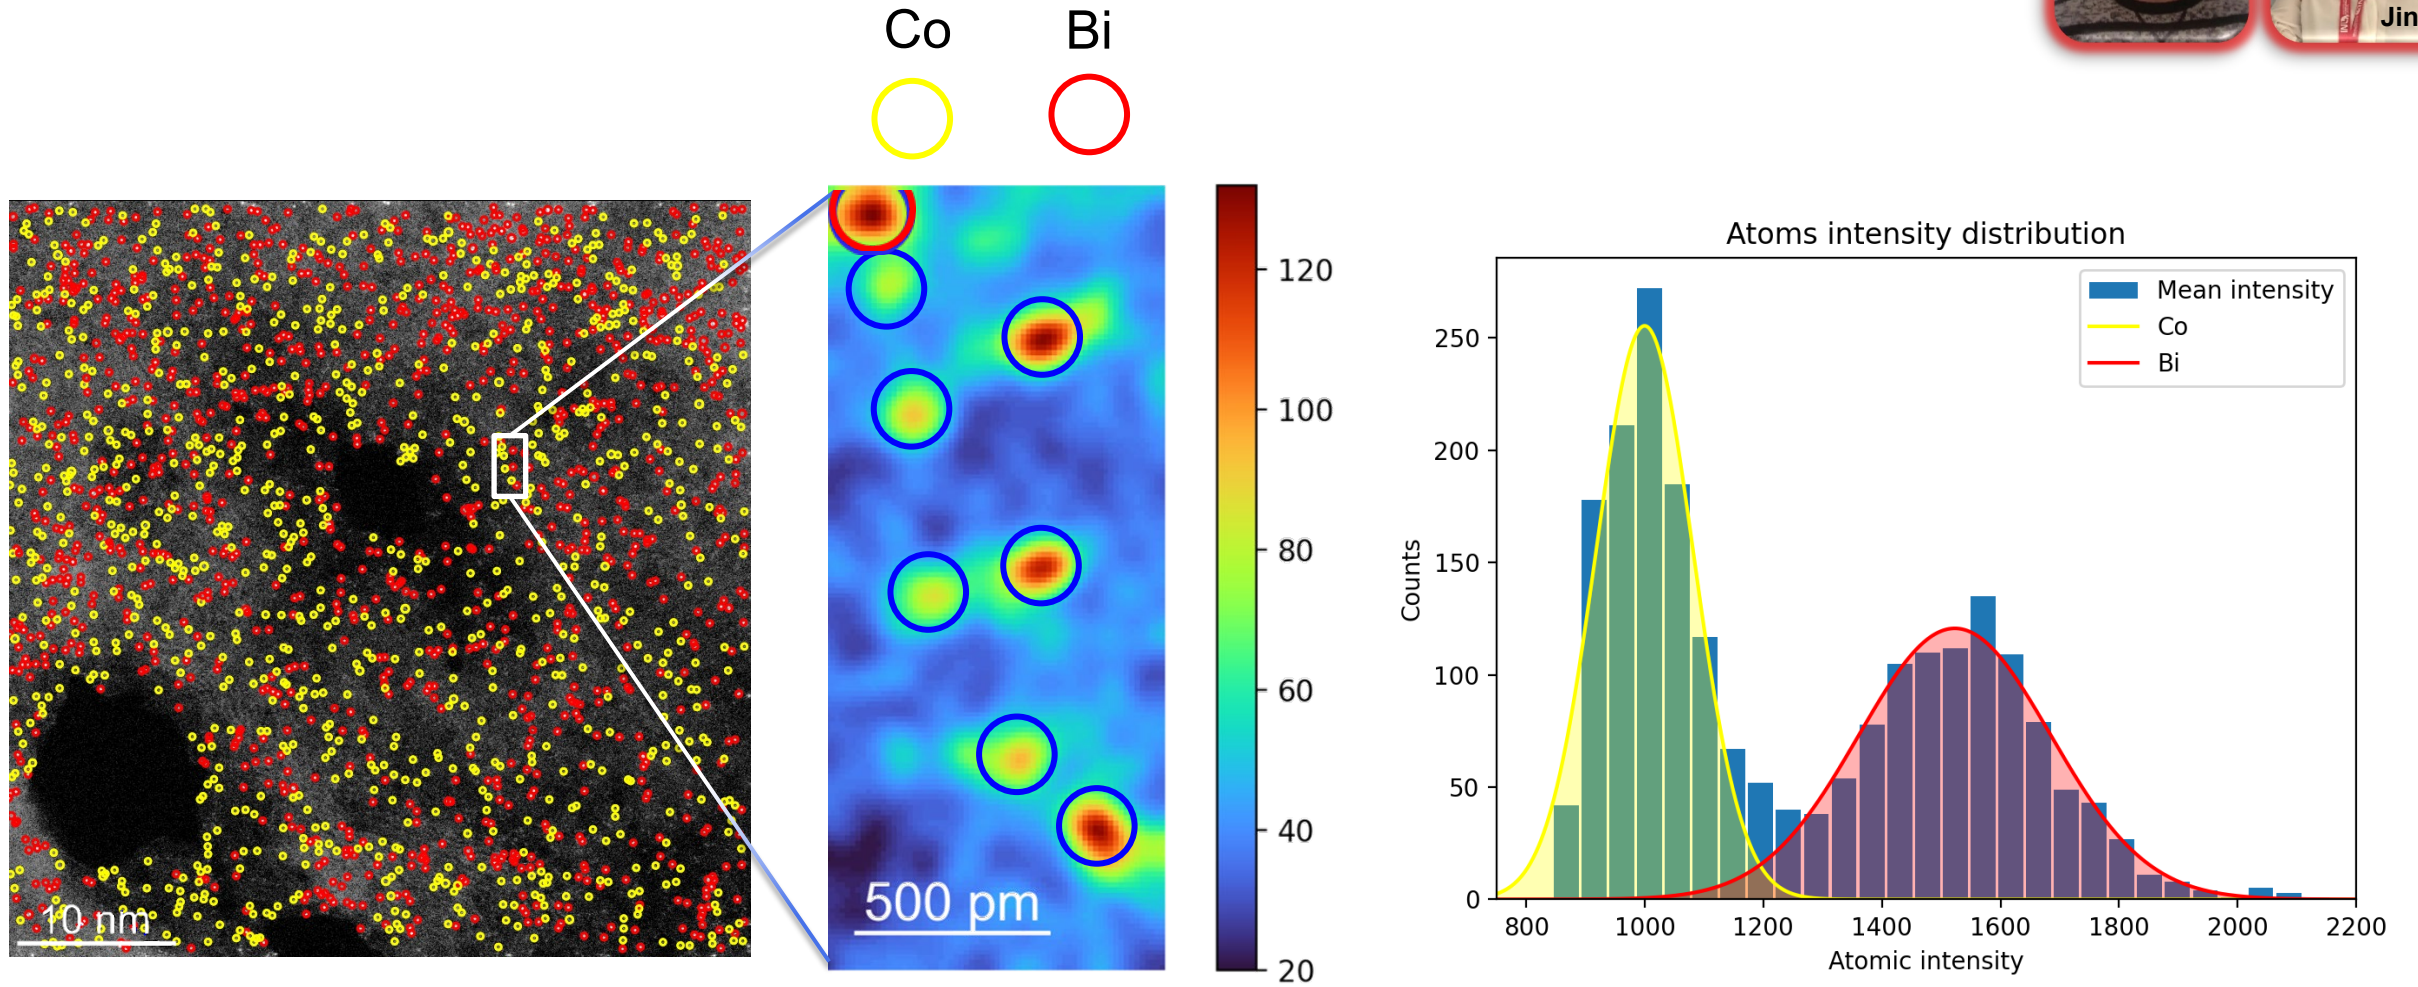 Co
Bi
Jin
10 nm
500 pm
120
100
80
60
40
20
Atoms intensity distribution
Mean intensity
Co
Bi
Counts
250
200
150
100
50
0
800 1000 1200 1400 1600 1800 2000 2200
Atomic intensity